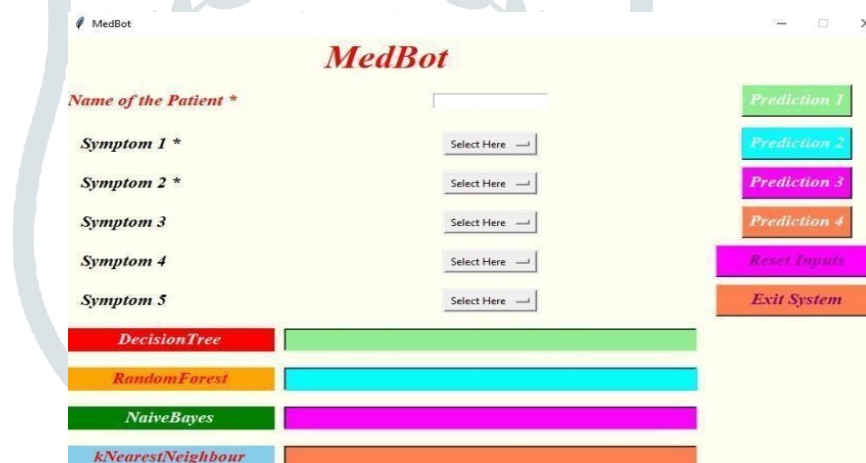 MedBot
MedBot
Name of the Patient * Prediction 1
Symptom 1 * Select Here Prediction 2
Symptom 2 * Select Here Prediction 3
Symptom 3 Select Here Prediction 4
Symptom 4 Select Here Reset Inputs
Symptom 5 Select Here Exit System
DecisionTree
RandomForest
NaiveBayes
kNearestNeighbour